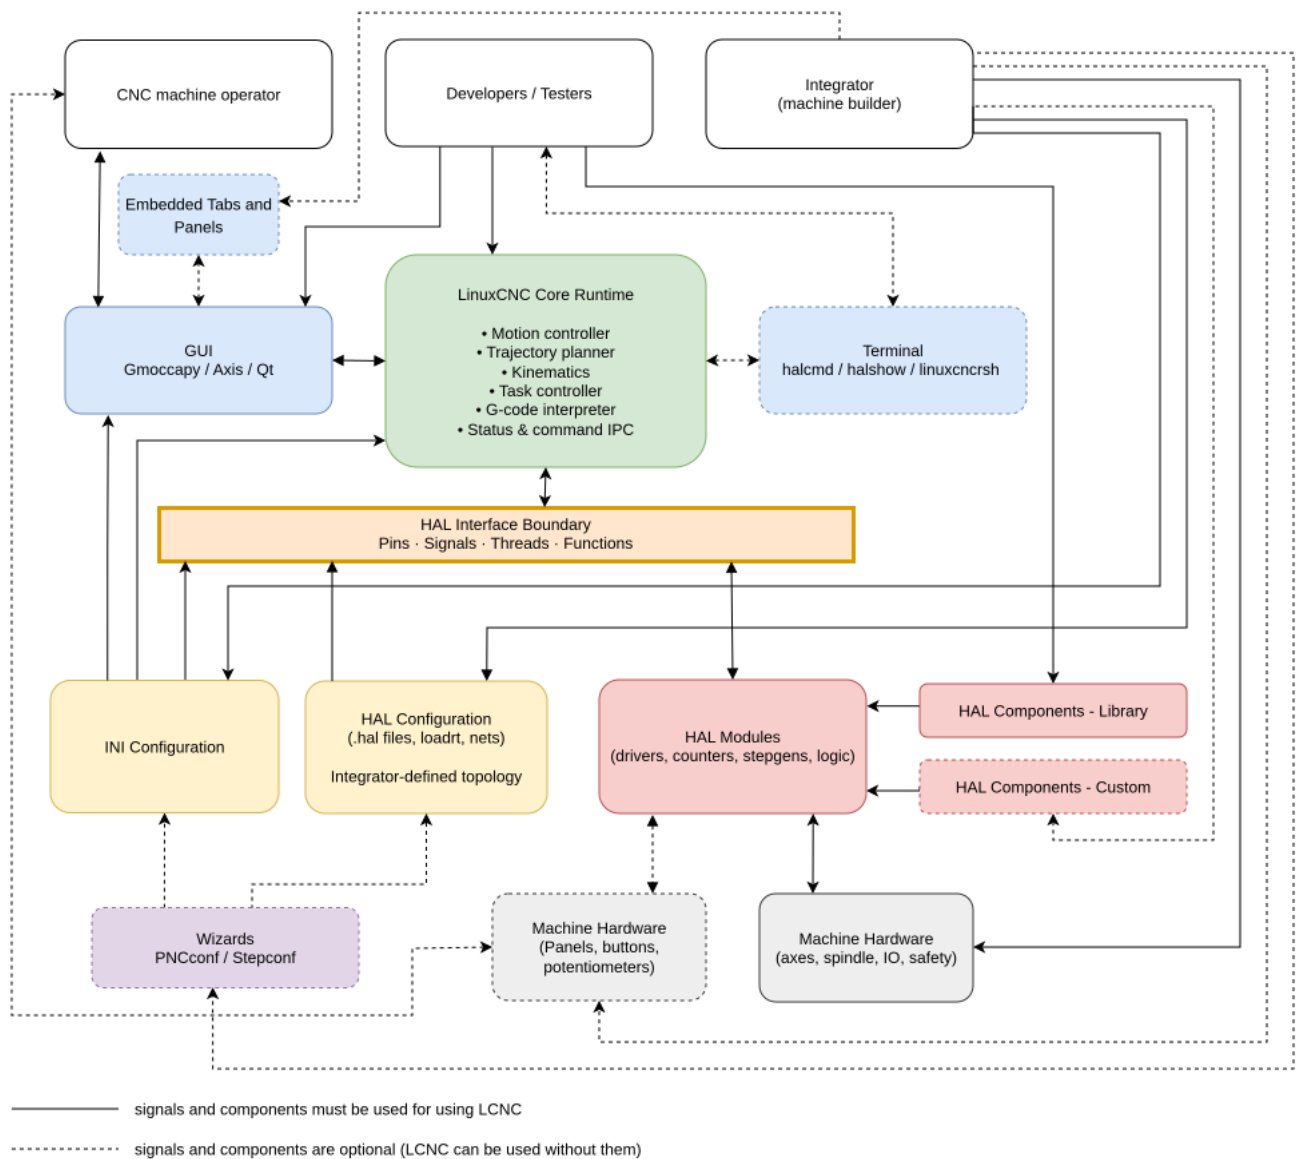 CNC machine operator
Developers / Testers
Integrator
(machine builder)
Embedded Tabs and
Panels
LinuxCNC Core Runtime
• Motion controller
• Trajectory planner
• Kinematics
• Task controller
• G-code interpreter
• Status & command IPC
GUI
Gmoccapy / Axis / Qt
Terminal
halcmd / halshow / linuxcncrsh
HAL Interface Boundary
Pins · Signals · Threads · Functions
INI Configuration
HAL Configuration
(.hal files, loadrt, nets)
Integrator-defined topology
HAL Modules
(drivers, counters, stepgens, logic)
HAL Components - Library
HAL Components - Custom
Wizards
PNCconf / Stepconf
Machine Hardware
(Panels, buttons,
potentiometers)
Machine Hardware
(axes, spindle, IO, safety)
signals and components must be used for using LCNC
signals and components are optional (LCNC can be used without them)